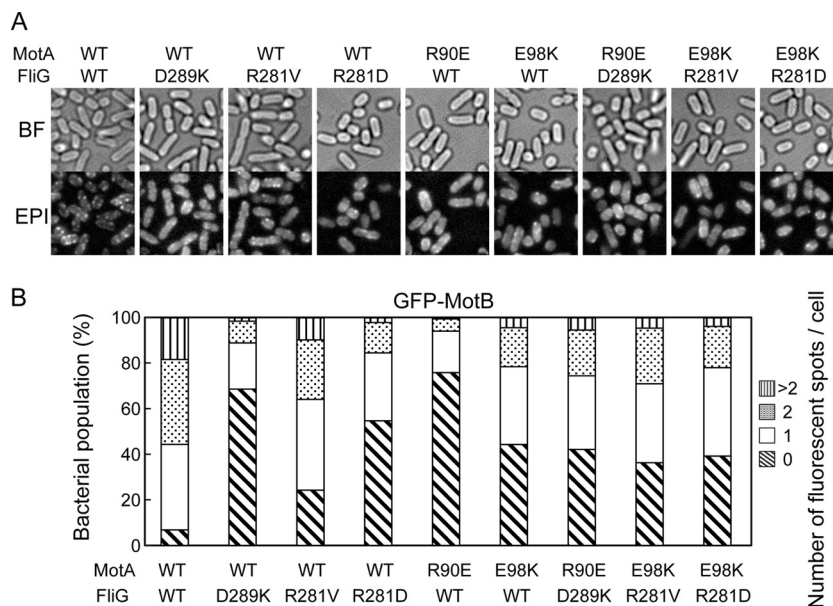 A
MotA WT WT WT WT R90E E98K R90E E98K E98K
FliG WT D289K R281V R281D WT WT D289K R281V R281D
BF
EPI
B
GFP-MotB
Bacterial population (%)
100
80
60
40
20
0
>2
2
1
0
Number of fluorescent spots / cell
MotA WT WT WT WT R90E E98K R90E E98K E98K
FliG WT D289K R281V R281D WT WT D289K R281V R281D